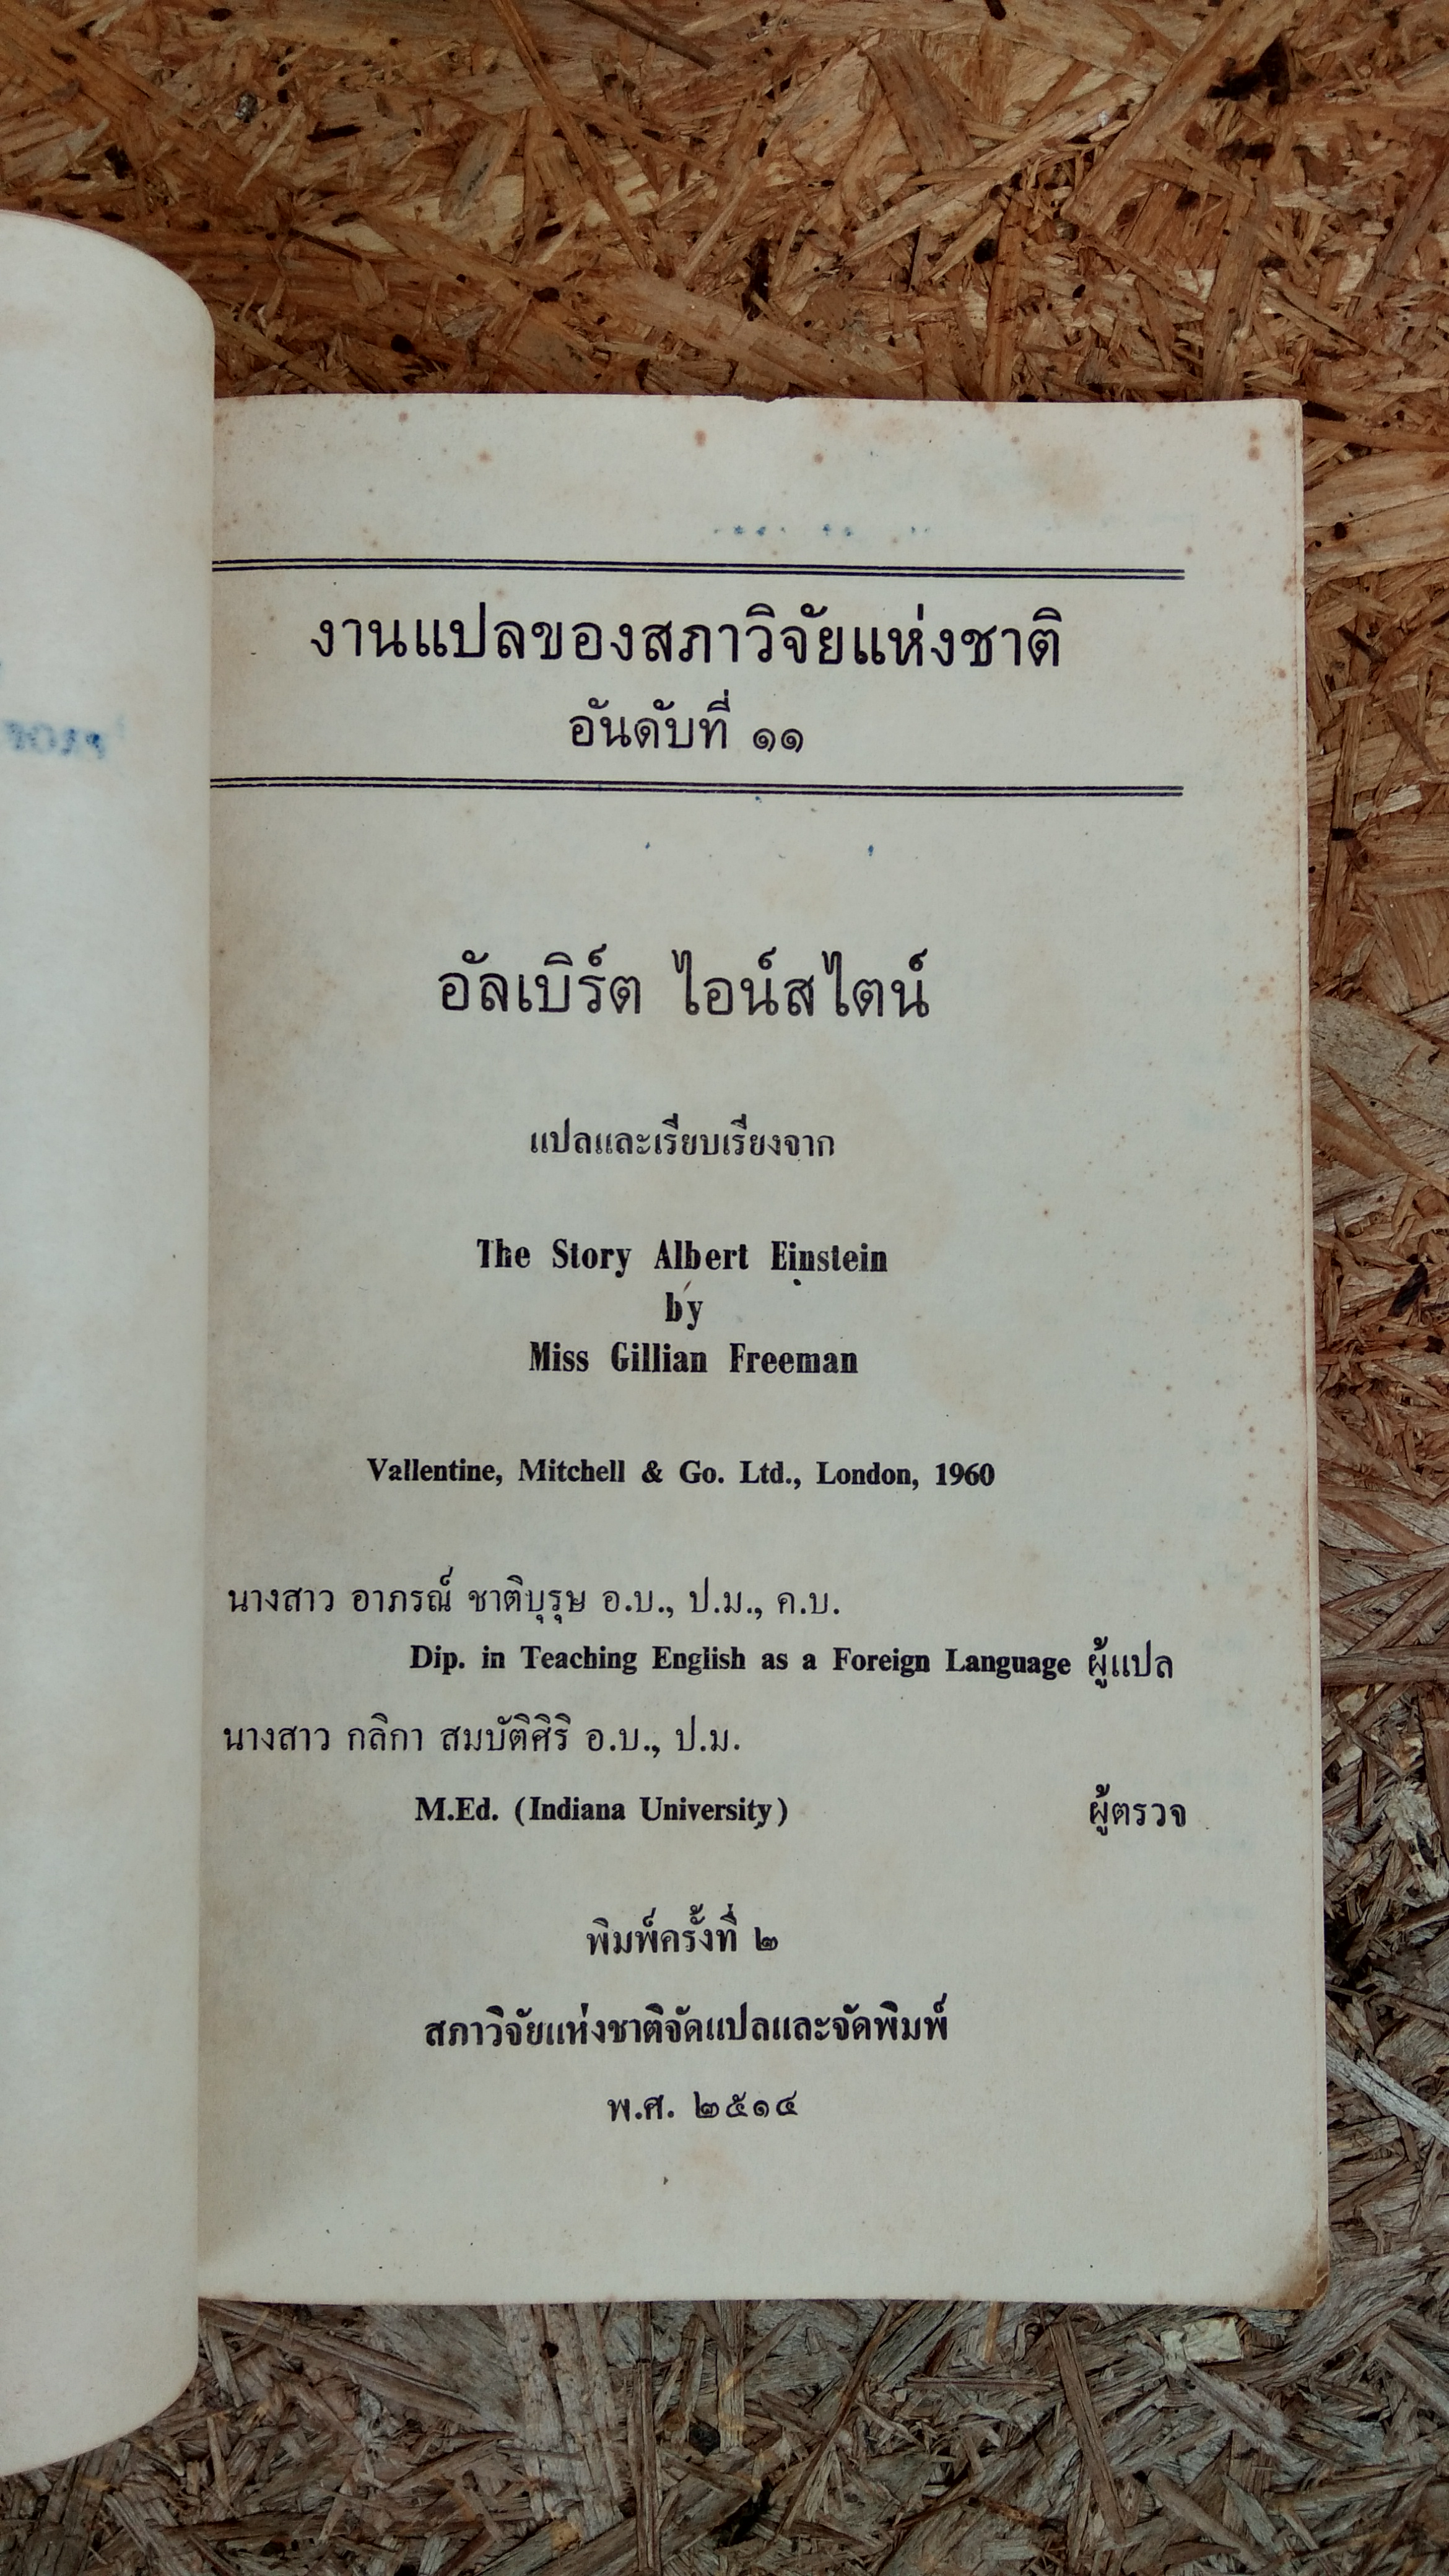 งานแปลของสภาวิจัยแห่งชาติ
อันดับที่ ๑๑
อัลเบิร์ต ไอน์สไตน์
แปลและเรียบเรียงจาก
The Story Albert Einstein
by
Miss Gillian Freeman
Vallentine, Mitchell & Go. Ltd., London, 1960
นางสาว อาภรณ์ ชาติบุรุษ อ.บ., ป.ม., ค.บ.
Dip. in Teaching English as a Foreign Language ผู้แปล
นางสาว กลิกา สมบัติศิริ อ.บ., ป.ม.
M.Ed. (Indiana University) ผู้ตรวจ
พิมพ์ครั้งที่ ๒
สภาวิจัยแห่งชาติจัดแปลและจัดพิมพ์
พ.ศ. ๒๕๑๔